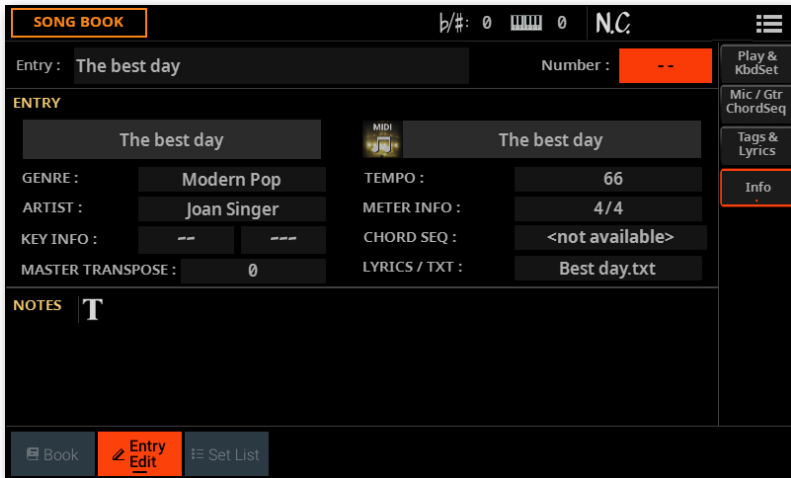 SONG BOOK
♭/#: 0 0 N.C.
Entry : The best day Number : --
Play & KbdSet
Mic / Gtr ChordSeq
Tags & Lyrics
Info
ENTRY
The best day MIDI The best day
GENRE : Modern Pop TEMPO : 66
ARTIST : Joan Singer METER INFO : 4/4
KEY INFO : -- --- CHORD SEQ : <not available>
MASTER TRANSPOSE : 0 LYRICS / TXT : Best day.txt
NOTES T
Book Entry Edit Set List